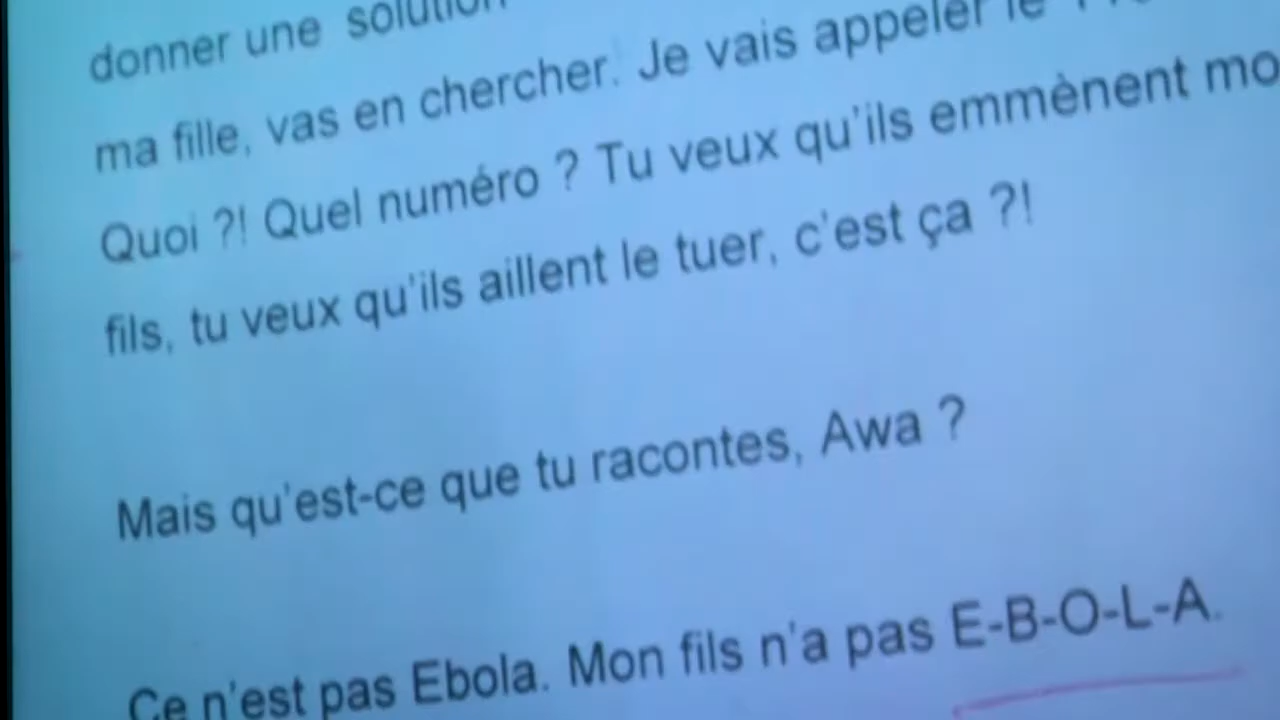 donner une solution
ma fille, vas en chercher. Je vais appeler le
Quoi ?! Quel numéro ? Tu veux qu'ils emmènent mo
fils, tu veux qu'ils aillent le tuer, c'est ça ?!
Mais qu'est-ce que tu racontes, Awa ?
Ce n'est pas Ebola. Mon fils n'a pas E-B-O-L-A.